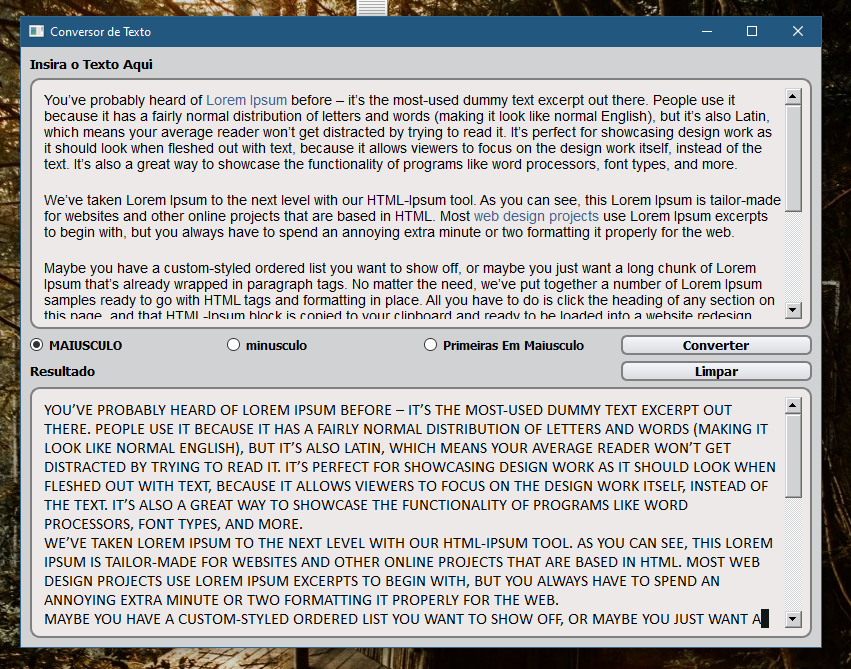 Conversor de Texto
Insira o Texto Aqui
You've probably heard of Lorem Ipsum before – it's the most-used dummy text excerpt out there. People use it
because it has a fairly normal distribution of letters and words (making it look like normal English), but it's also Latin,
which means your average reader won't get distracted by trying to read it. It's perfect for showcasing design work as
it should look when fleshed out with text, because it allows viewers to focus on the design work itself, instead of the
text. It's also a great way to showcase the functionality of programs like word processors, font types, and more.
We've taken Lorem Ipsum to the next level with our HTML-Ipsum tool. As you can see, this Lorem Ipsum is tailor-made
for websites and other online projects that are based in HTML. Most web design projects use Lorem Ipsum excerpts
to begin with, but you always have to spend an annoying extra minute or two formatting it properly for the web.
Maybe you have a custom-styled ordered list you want to show off, or maybe you just want a long chunk of Lorem
Ipsum that's already wrapped in paragraph tags. No matter the need, we've put together a number of Lorem Ipsum
samples ready to go with HTML tags and formatting in place. All you have to do is click the heading of any section on
this page, and that HTML-Ipsum block is copied to your clipboard and ready to be loaded into a website redesign
MAIUSCULO
minusculo
Primeiras Em Maiusculo
Converter
Resultado
Limpar
YOU'VE PROBABLY HEARD OF LOREM IPSUM BEFORE – IT'S THE MOST-USED DUMMY TEXT EXCERPT OUT
THERE. PEOPLE USE IT BECAUSE IT HAS A FAIRLY NORMAL DISTRIBUTION OF LETTERS AND WORDS (MAKING IT
LOOK LIKE NORMAL ENGLISH), BUT IT'S ALSO LATIN, WHICH MEANS YOUR AVERAGE READER WON'T GET
DISTRACTED BY TRYING TO READ IT. IT'S PERFECT FOR SHOWCASING DESIGN WORK AS IT SHOULD LOOK WHEN
FLESHED OUT WITH TEXT, BECAUSE IT ALLOWS VIEWERS TO FOCUS ON THE DESIGN WORK ITSELF, INSTEAD OF
THE TEXT. IT'S ALSO A GREAT WAY TO SHOWCASE THE FUNCTIONALITY OF PROGRAMS LIKE WORD
PROCESSORS, FONT TYPES, AND MORE.
WE'VE TAKEN LOREM IPSUM TO THE NEXT LEVEL WITH OUR HTML-IPSUM TOOL. AS YOU CAN SEE, THIS LOREM
IPSUM IS TAILOR-MADE FOR WEBSITES AND OTHER ONLINE PROJECTS THAT ARE BASED IN HTML. MOST WEB
DESIGN PROJECTS USE LOREM IPSUM EXCERPTS TO BEGIN WITH, BUT YOU ALWAYS HAVE TO SPEND AN
ANNOYING EXTRA MINUTE OR TWO FORMATTING IT PROPERLY FOR THE WEB.
MAYBE YOU HAVE A CUSTOM-STYLED ORDERED LIST YOU WANT TO SHOW OFF, OR MAYBE YOU JUST WANT A